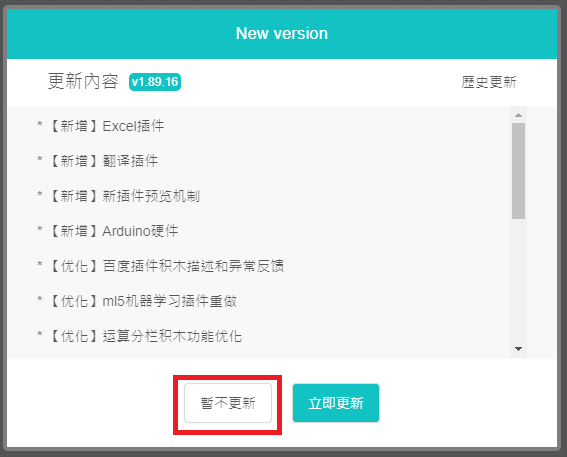 New version
更新內容 v1.89.16 歷史更新
* 【新增】Excel插件
* 【新增】翻译插件
* 【新增】新插件预览机制
* 【新增】Arduino硬件
* 【优化】百度插件积木描述和异常反馈
* 【优化】ml5机器学习插件重做
* 【优化】运算分栏积木功能优化
暫不更新 立即更新